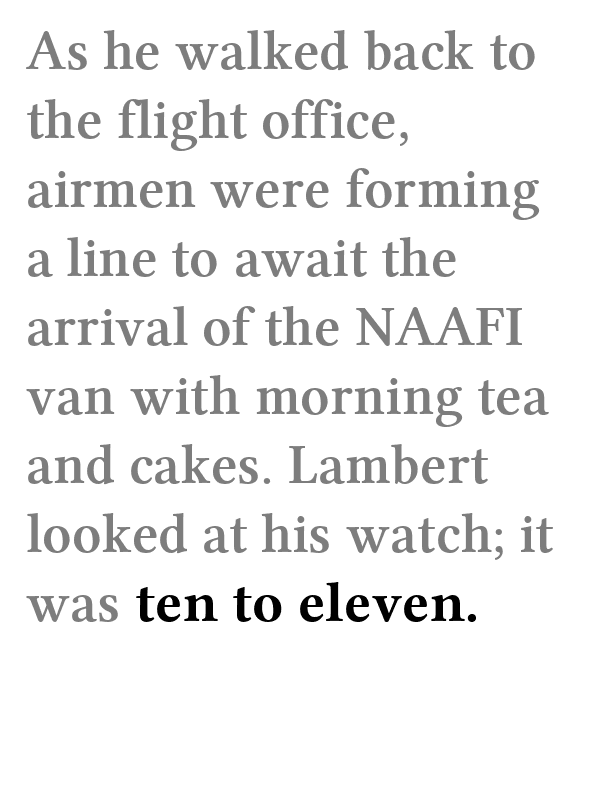 As he walked back to
the flight office,
airmen were forming
a line to await the
arrival of the NAAFI
van with morning tea
and cakes. Lambert
looked at his watch; it
was ten to eleven.